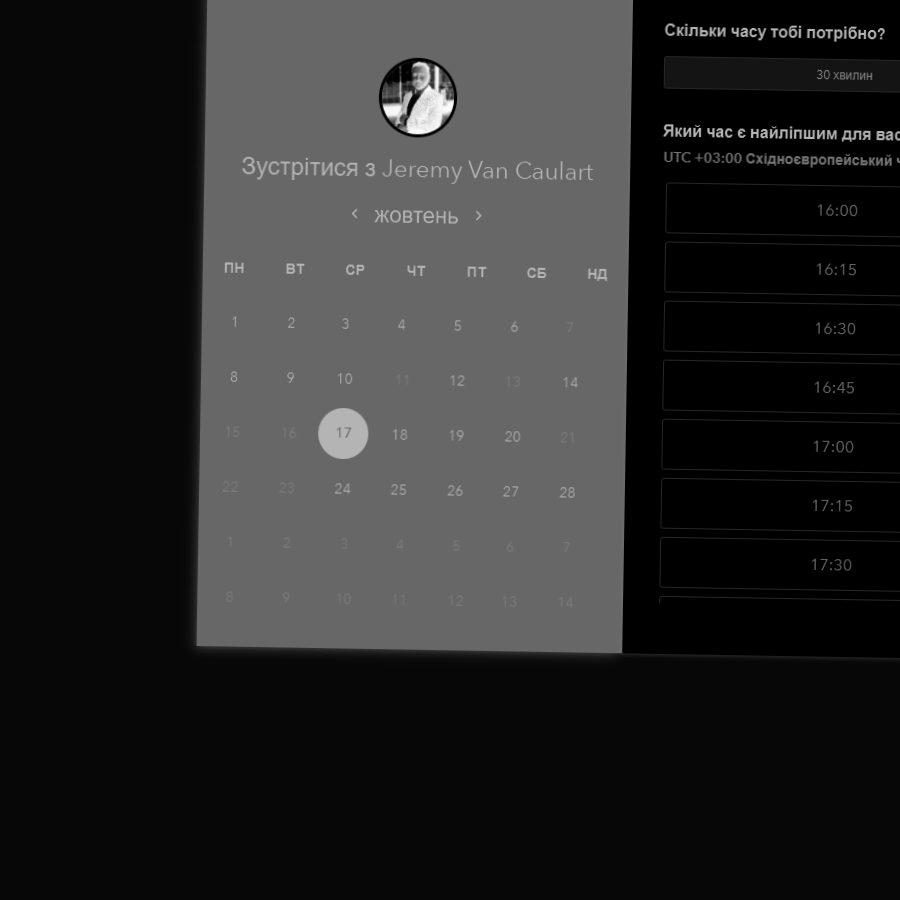 Зустрітися з Jeremy Van Caulart
‹ жовтень ›
ПН ВТ СР ЧТ ПТ СБ НД
1 2 3 4 5 6 7
8 9 10 11 12 13 14
15 16 17 18 19 20 21
22 23 24 25 26 27 28
1 2 3 4 5 6 7
8 9 10 11 12 13 14
Скільки часу тобі потрібно?
30 хвилин
Який час є найліпшим для вас
UTC +03:00 Східноєвропейський
16:00
16:15
16:30
16:45
17:00
17:15
17:30